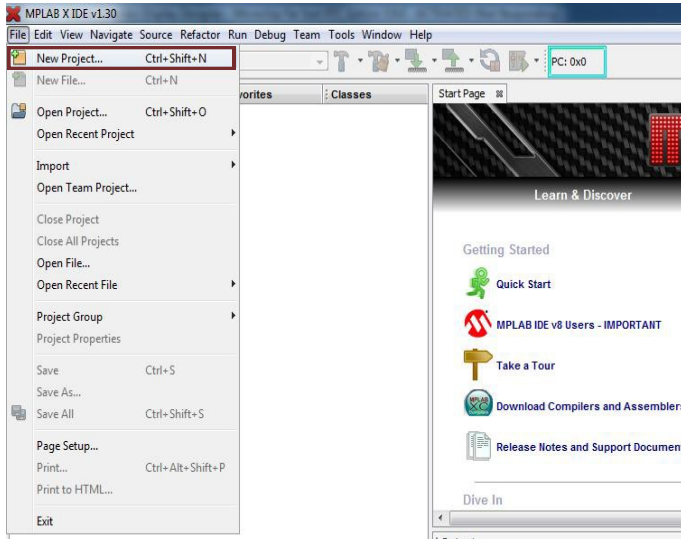 MPLAB X IDE v1.30
File Edit View Navigate Source Refactor Run Debug Team Tools Window Help
New Project... Ctrl+Shift+N
New File... Ctrl+N
Open Project... Ctrl+Shift+O
Open Recent Project
Import
Open Team Project...
Close Project
Close All Projects
Open File...
Open Recent File
Project Group
Project Properties
Save Ctrl+S
Save As...
Save All Ctrl+Shift+S
Page Setup...
Print... Ctrl+Alt+Shift+P
Print to HTML...
Exit
PC: 0x0
orites
Classes
Start Page
Learn & Discover
Getting Started
Quick Start
MPLAB IDE v8 Users - IMPORTANT
Take a Tour
MPLAB XC
Download Compilers and Assemblers
Release Notes and Support Documen
Dive In